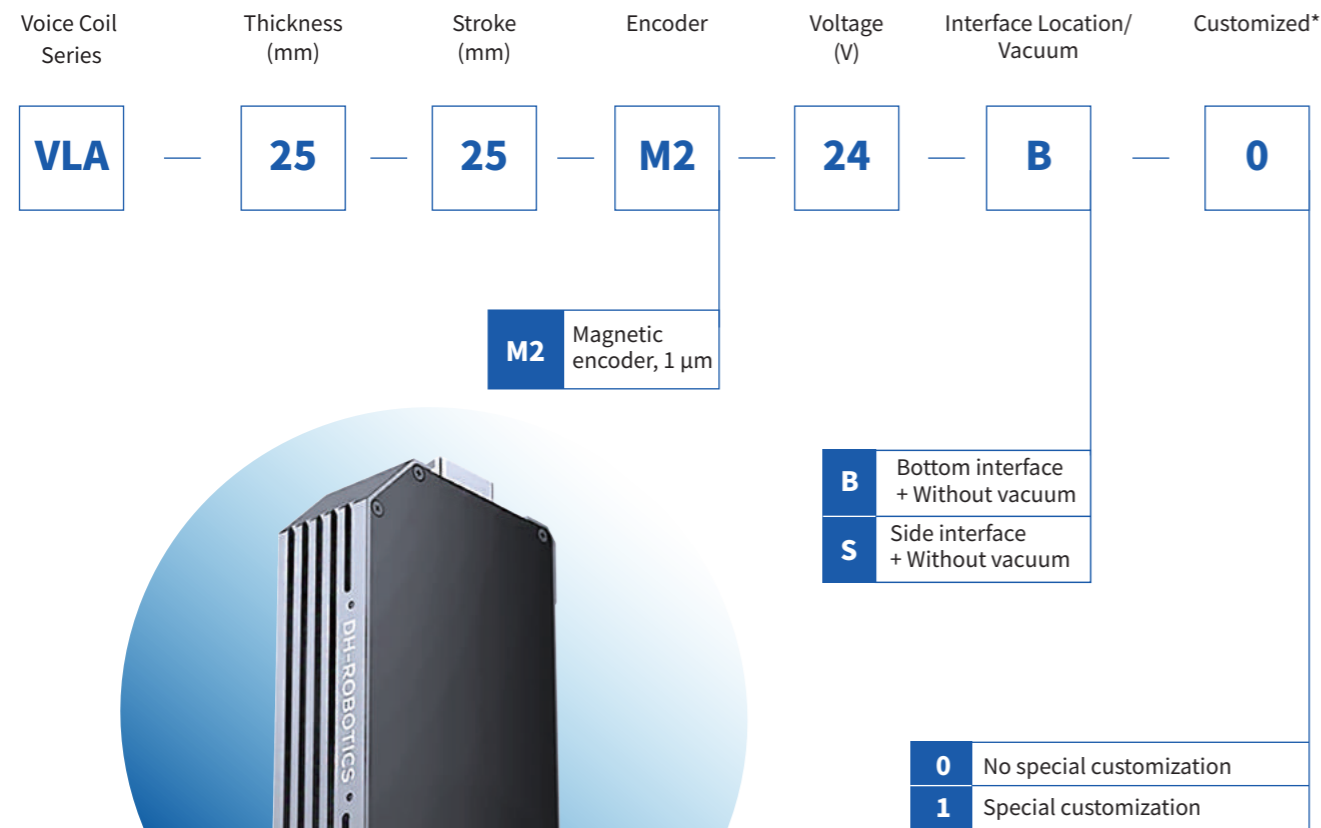 Voice Coil
Series
Thickness
(mm)
Stroke
(mm)
Encoder
Voltage
(V)
Interface Location/
Vacuum
Customized*
VLA — 25 — 25 — M2 — 24 — B — 0
M2
Magnetic
encoder, 1 μm
B
Bottom interface
+ Without vacuum
S
Side interface
+ Without vacuum
DH-ROBOTICS
0 No special customization
1 Special customization